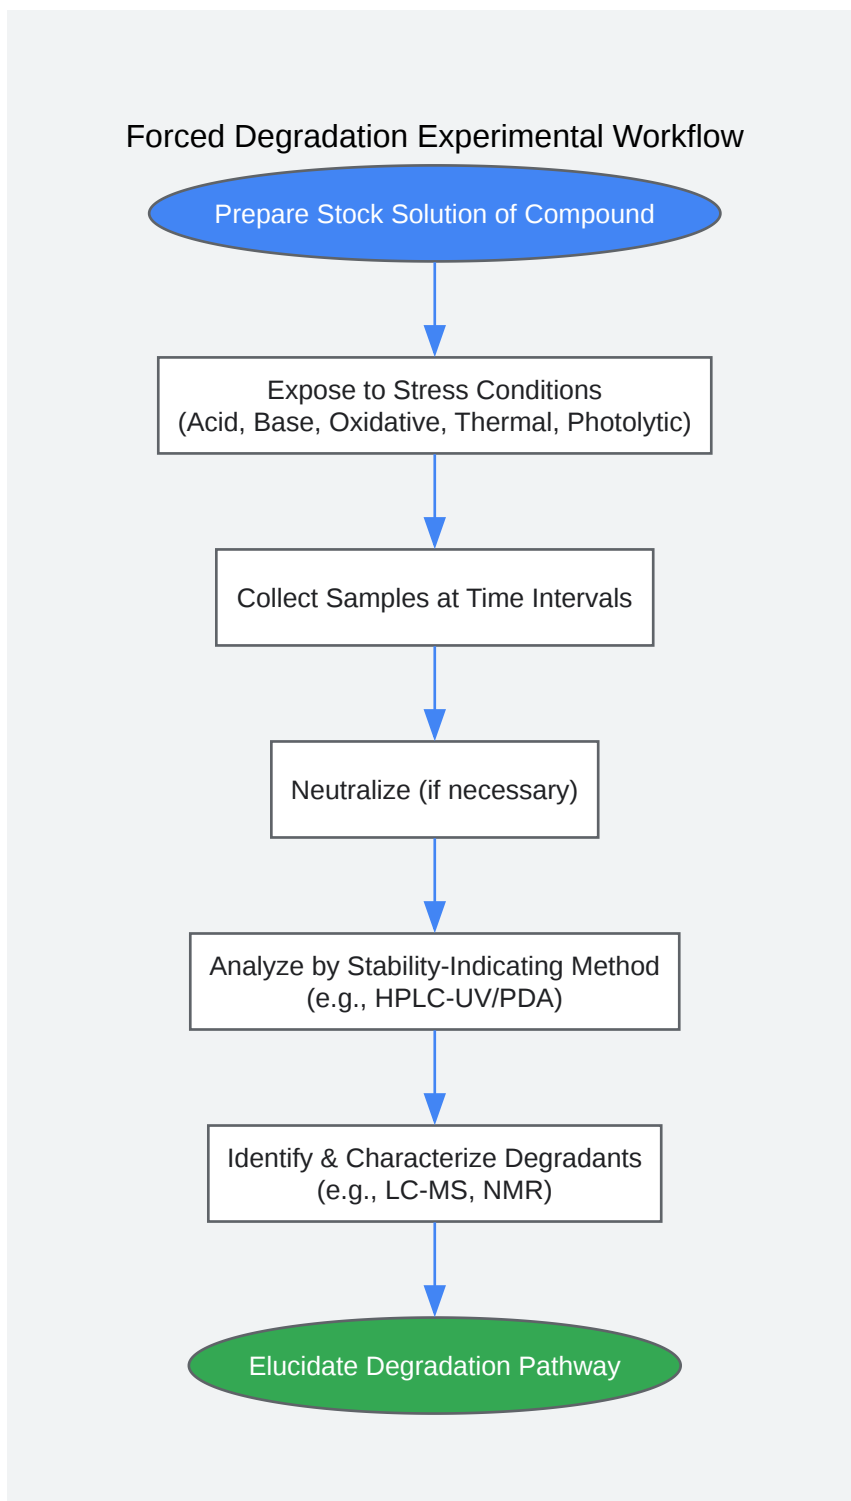 Forced Degradation Experimental Workflow
Prepare Stock Solution of Compound
Expose to Stress Conditions
(Acid, Base, Oxidative, Thermal, Photolytic)
Collect Samples at Time Intervals
Neutralize (if necessary)
Analyze by Stability-Indicating Method
(e.g., HPLC-UV/PDA)
Identify & Characterize Degradants
(e.g., LC-MS, NMR)
Elucidate Degradation Pathway